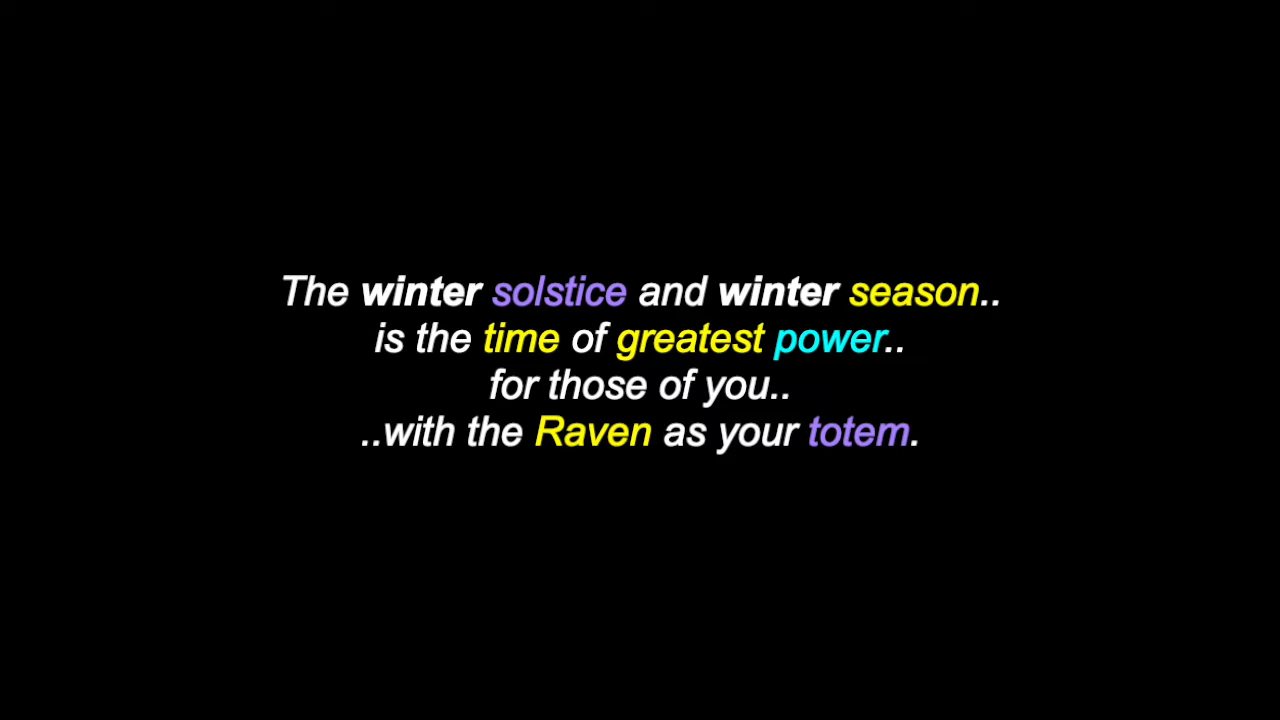 The winter solstice and winter season..
is the time of greatest power..
for those of you..
..with the Raven as your totem.